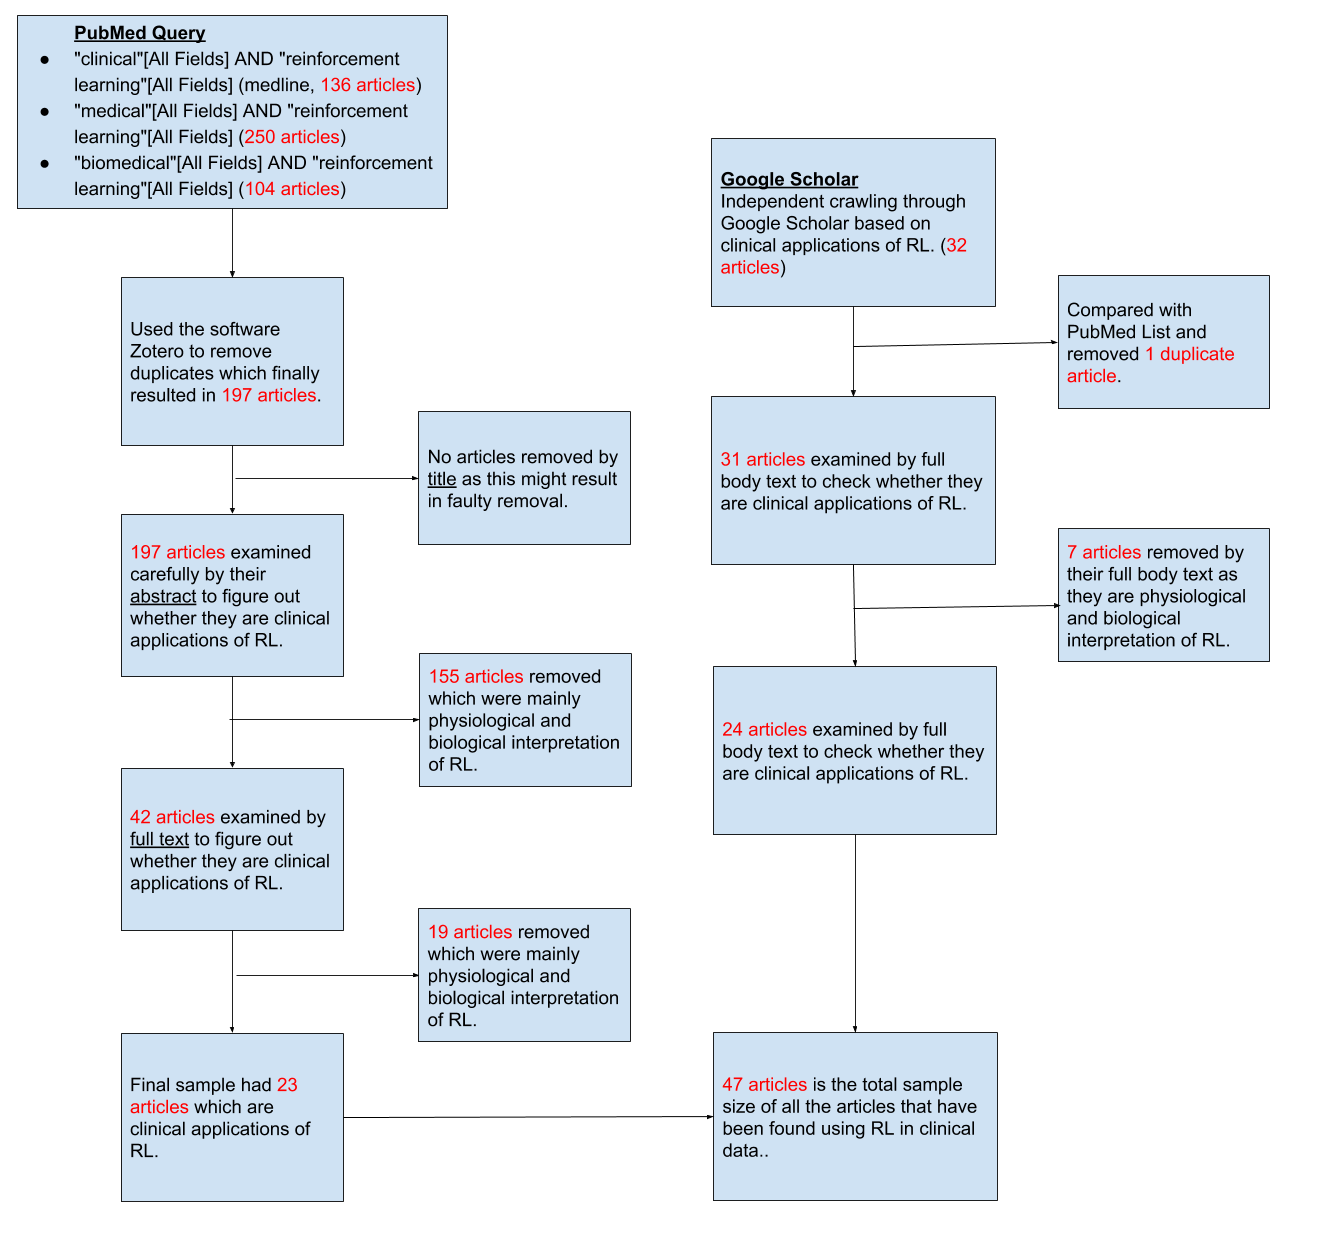 PubMed Query
● "clinical"[All Fields] AND "reinforcement
learning"[All Fields] (medline, 136 articles)
● "medical"[All Fields] AND "reinforcement
learning"[All Fields] (250 articles)
● "biomedical"[All Fields] AND "reinforcement
learning"[All Fields] (104 articles)
Used the software
Zotero to remove
duplicates which finally
resulted in 197 articles.
No articles removed by
title as this might result
in faulty removal.
197 articles examined
carefully by their
abstract to figure out
whether they are clinical
applications of RL.
155 articles removed
which were mainly
physiological and
biological interpretation
of RL.
42 articles examined by
full text to figure out
whether they are clinical
applications of RL.
19 articles removed
which were mainly
physiological and
biological interpretation
of RL.
Final sample had 23
articles which are
clinical applications of
RL.
Google Scholar
Independent crawling through
Google Scholar based on
clinical applications of RL. (32
articles)
Compared with
PubMed List and
removed 1 duplicate
article.
31 articles examined by full
body text to check whether they
are clinical applications of RL.
7 articles removed by
their full body text as
they are physiological
and biological
interpretation of RL.
24 articles examined by full
body text to check whether they
are clinical applications of RL.
47 articles is the total sample
size of all the articles that have
been found using RL in clinical
data..